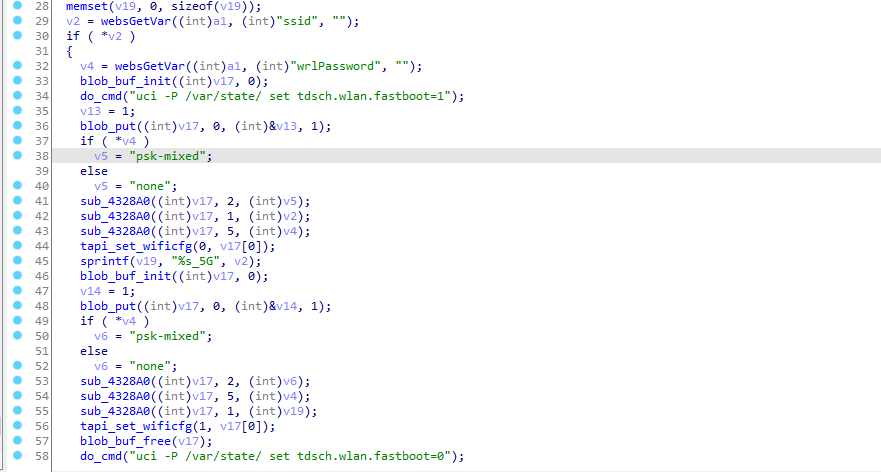 28 memset(v19, 0, sizeof(v19));
29 v2 = websGetVar((int)a1, (int)"ssid", "");
30 if ( *v2 )
31 {
32 v4 = websGetVar((int)a1, (int)"wrlPassword", "");
33 blob_buf_init((int)v17, 0);
34 do_cmd("uci -P /var/state/ set tdsch.wlan.fastboot=1");
35 v13 = 1;
36 blob_put((int)v17, 0, (int)&v13, 1);
37 if ( *v4 )
38 v5 = "psk-mixed";
39 else
40 v5 = "none";
41 sub_4328A0((int)v17, 2, (int)v5);
42 sub_4328A0((int)v17, 1, (int)v2);
43 sub_4328A0((int)v17, 5, (int)v4);
44 tapi_set_wificfg(0, v17[0]);
45 sprintf(v19, "%s_5G", v2);
46 blob_buf_init((int)v17, 0);
47 v14 = 1;
48 blob_put((int)v17, 0, (int)&v14, 1);
49 if ( *v4 )
50 v6 = "psk-mixed";
51 else
52 v6 = "none";
53 sub_4328A0((int)v17, 2, (int)v6);
54 sub_4328A0((int)v17, 5, (int)v4);
55 sub_4328A0((int)v17, 1, (int)v19);
56 tapi_set_wificfg(1, v17[0]);
57 blob_buf_free(v17);
58 do_cmd("uci -P /var/state/ set tdsch.wlan.fastboot=0");